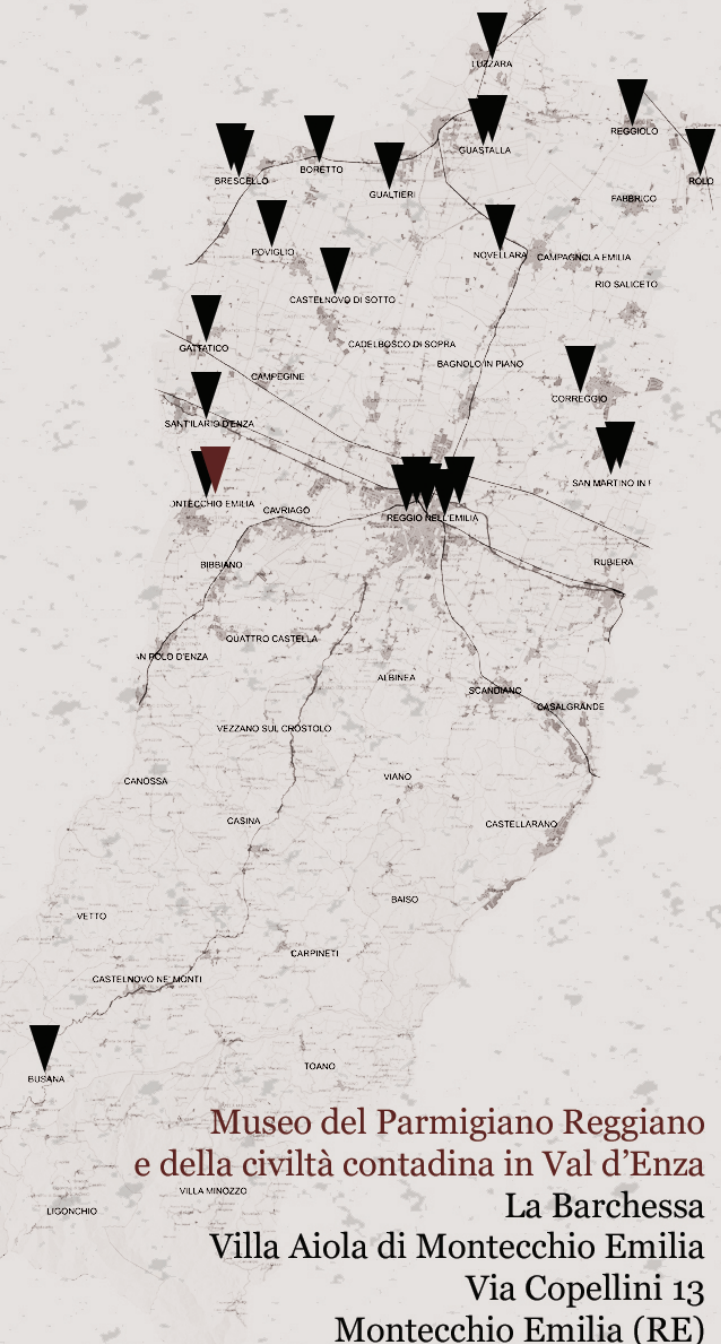 LUZZARA
REGGIOLO
GUASTALLA
BORETTO
BRESCELLO
ROLO
GUALTIERI
FABBRICO
POVIGLIO
NOVELLARA
CAMPAGNOLA EMILIA
RIO SALICETO
CASTELNOVO DI SOTTO
GATTATICO
CADELBOSCO DI SOPRA
BAGNOLO IN PIANO
CAMPEGINE
CORREGGIO
SANT'ILARIO D'ENZA
SAN MARTINO IN
ONTECCHIO EMILIA
CAVRIAGO
REGGIO NELL'EMILIA
BIBBIANO
RUBIERA
QUATTRO CASTELLA
AN POLO D'ENZA
ALBINEA
SCANDIANO
CASALGRANDE
VEZZANO SUL CROSTOLO
CANOSSA
VIANO
CASINA
CASTELLARANO
BAISO
VETTO
CARPINETI
CASTELNOVO NE' MONTI
TOANO
BUSANA
Museo del Parmigiano Reggiano
e della civiltà contadina in Val d'Enza
VILLA MINOZZO
LIGONCHIO
La Barchessa
Villa Aiola di Montecchio Emilia
Via Copellini 13
Montecchio Emilia (RE)